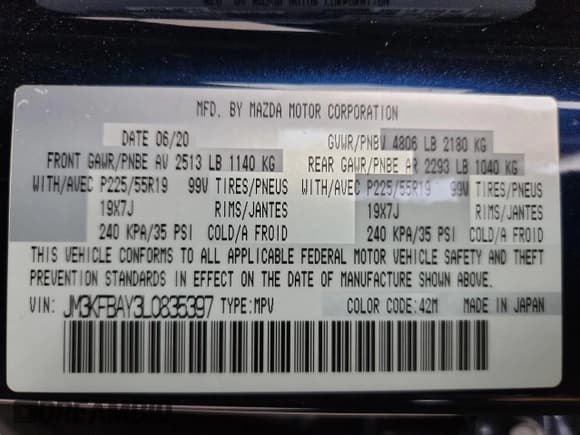 MFD. BY MAZDA MOTOR CORPORATION
DATE 06/20 GVWR/PNBV 4806 LB 2180 KG
FRONT GAWR/PNBE AV 2513 LB 1140 KG REAR GAWR/PNBE AR 2293 LB 1040 KG
WITH/AVEC P225/55R19 99V TIRES/PNEUS WITH/AVEC P225/55R19 99V TIRES/PNEUS
19X7J RIMS/JANTES 19X7J RIMS/JANTES
240 KPA/35 PSI COLD/A FROID 240 KPA/35 PSI COLD/A FROID
THIS VEHICLE CONFORMS TO ALL APPLICABLE FEDERAL MOTOR VEHICLE SAFETY AND THEFT
PREVENTION STANDARDS IN EFFECT ON THE DATE OF MANUFACTURE SHOWN ABOVE.
VIN: JM3KFBAY3L0835397 TYPE:MPV COLOR CODE:42M MADE IN JAPAN